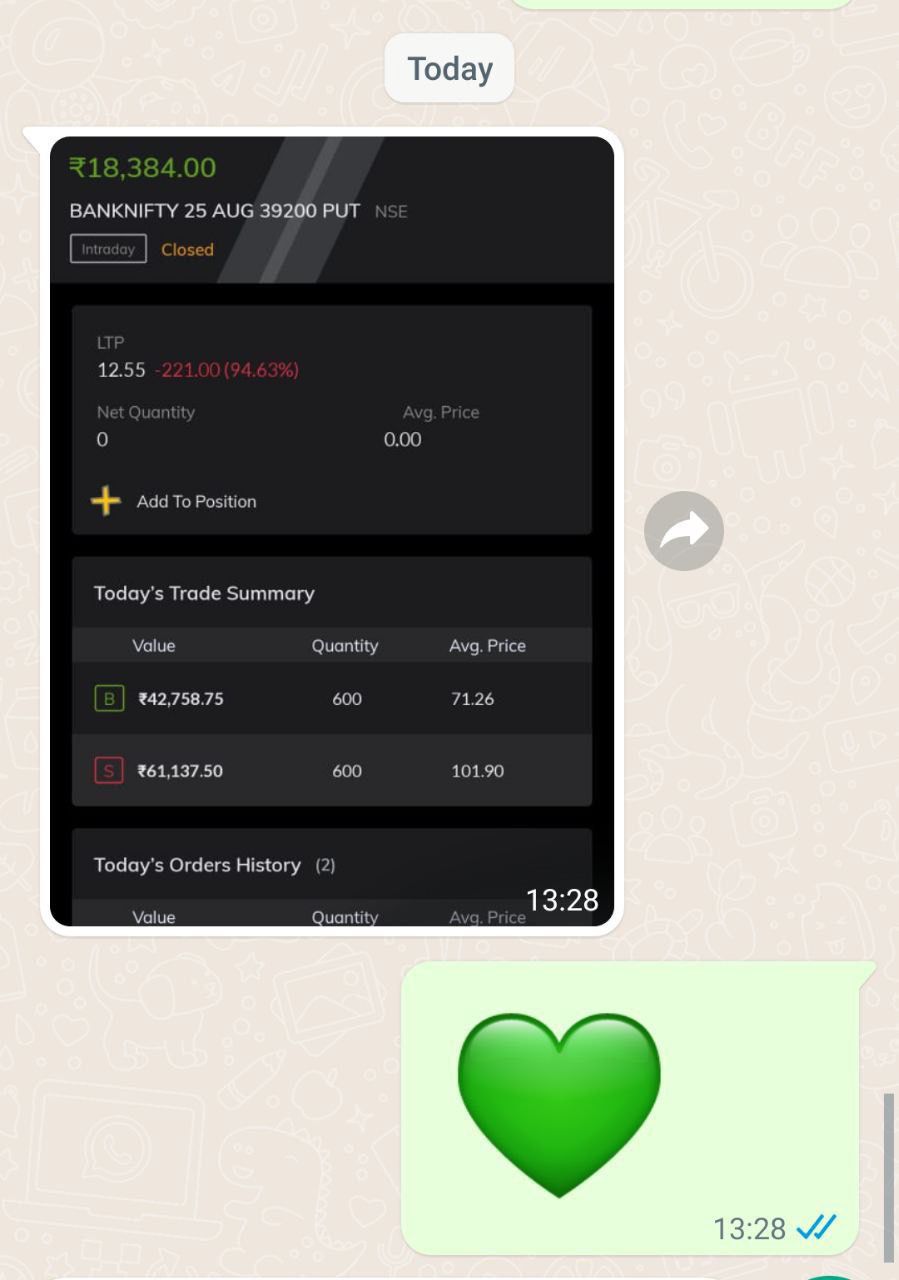 Today
₹18,384.00
BANKNIFTY 25 AUG 39200 PUT NSE
Intraday Closed
LTP
12.55 -221.00 (94.63%)
Net Quantity Avg. Price
0 0.00
Add To Position
Today's Trade Summary
Value Quantity Avg. Price
B ₹42,758.75 600 71.26
S ₹61,137.50 600 101.90
Today's Orders History (2)
Value Quantity Avg. Price
13:28
13:28